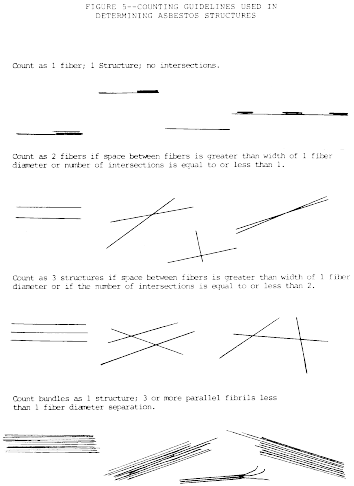 FIGURE 5--COUNTING GUIDELINES USED IN
DETERMINING ASBESTOS STRUCTURES
Count as 1 fiber; 1 Structure; no intersections.
Count as 2 fibers if space between fibers is greater than width of 1 fiber
diameter or number of intersections is equal to or less than 1.
Count as 3 structures if space between fibers is greater than width of 1 fiber
diameter or if the number of intersections is equal to or less than 2.
Count bundles as 1 structure; 3 or more parallel fibrils less
than 1 fiber diameter separation.